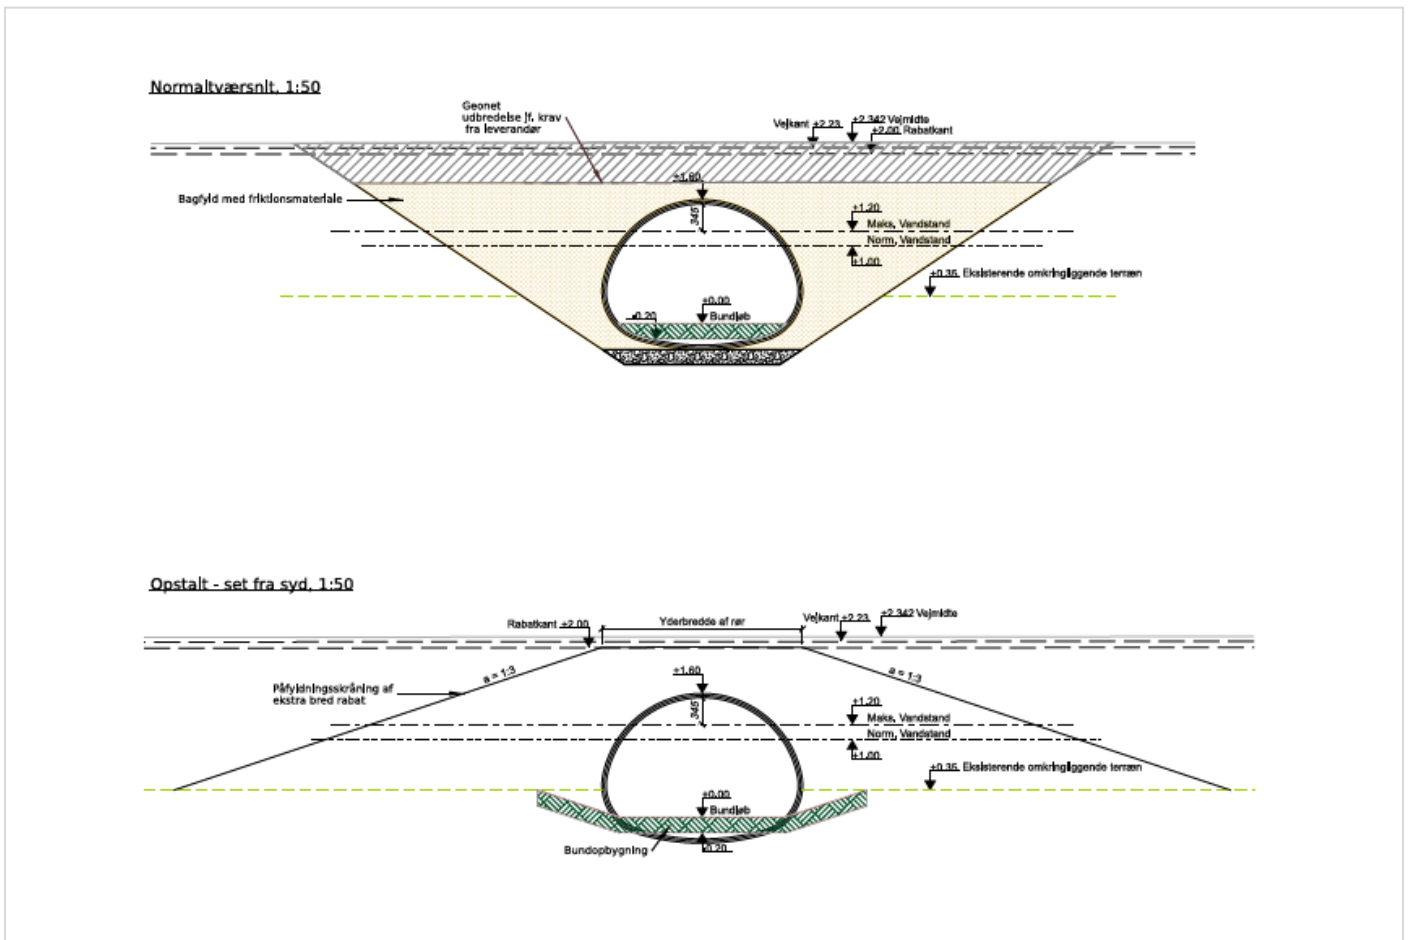 Normaltværsnit, 1:50
Geonet
udbredelse jf. krav
fra leverandør
Vejkant +2.23
+2.342 Vejmidte
+2.00 Rabatkant
+1.60
Bagfyld med friktionsmateriale
345
+1.20
Maks. Vandstand
Norm. Vandstand
+1.00
+0.35 Eksisterende omkringliggende terræn
+0.00
Bundløb
-0.20
Opstalt - set fra syd, 1:50
Rabatkant +2.00
Yderbredde af rør
Vejkant +2.23
+2.342 Vejmidte
a = 1:3
a = 1:3
+1.60
Påfyldningsskråning af
ekstra bred rabat
345
+1.20
Maks. Vandstand
Norm. Vandstand
+1.00
+0.35 Eksisterende omkringliggende terræn
+0.00
Bundløb
Bundopbygning
-0.20